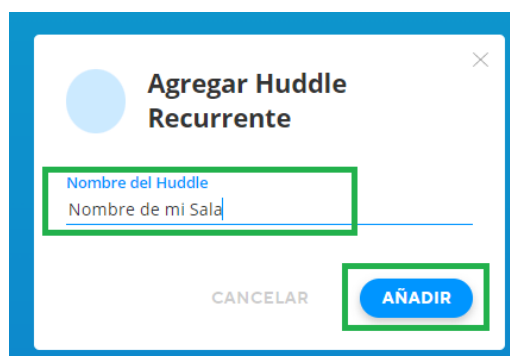 Agregar Huddle
Recurrente
Nombre del Huddle
Nombre de mi Sala
CANCELAR
AÑADIR